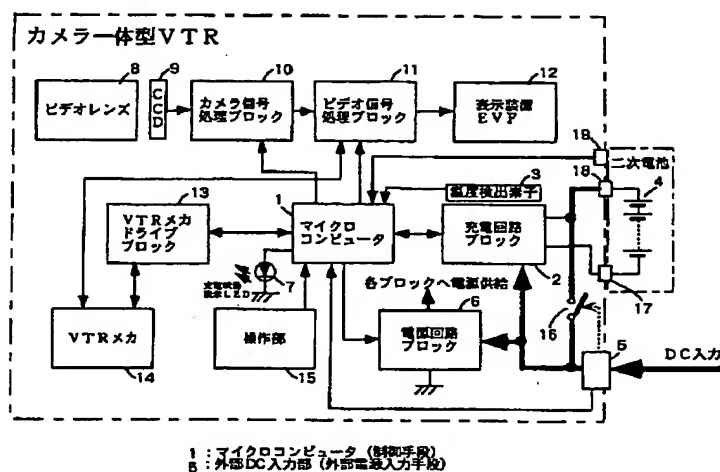 カメラ一体型VTR
8
9
10
11
12
ビデオレンズ
CCD
カメラ信号
処理ブロック
ビデオ信号
処理ブロック
表示装置
EVF
19
18
二次電池
4
13
1
3
温度検出素子
VTRメカ
ドライブ
ブロック
マイクロ
コンピュータ
充電回路
ブロック
2
17
7
各ブロックへ電源供給
6
16
VTRメカ
14
操作部
15
電源回路
ブロック
5
DC入力
1:マイクロコンピュータ(制御手段)
5:外部DC入力部(外部電源入力手段)